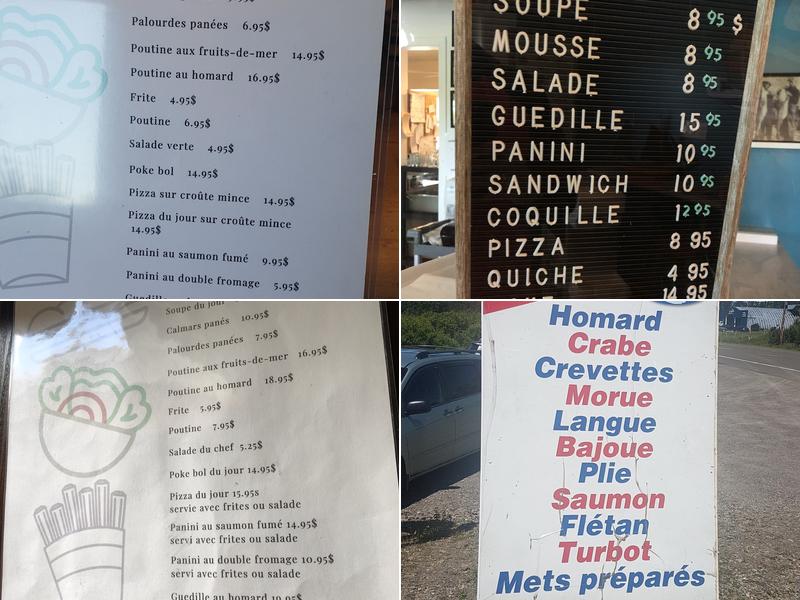 Palourdes panées 6.95$
Poutine aux fruits-de-mer 14.95$
Poutine au homard 16.95$
Frite 4.95$
Poutine 6.95$
Salade verte 4.95$
Poke bol 14.95$
Pizza sur croûte mince 14.95$
Pizza du jour sur croûte mince
14.95$
Panini au saumon fumé 9.95$
Panini au double fromage 5.95$
SOUPE 8 95 $
MOUSSE 8 95
SALADE 8 95
GUEDILLE 15 95
PANINI 10 95
SANDWICH 10 95
COQUILLE 12 95
PIZZA 8 95
QUICHE 4 95
14 95
Soupe du jour
Calmars panés 10.95$
Palourdes panées 7.95$
Poutine aux fruits-de-mer 16.95$
Poutine au homard 18.95$
Frite 5.95$
Poutine 7.95$
Salade du chef 5.25$
Poke bol du jour 14.95$
Pizza du jour 15.95s
servie avec frites ou salade
Panini au saumon fumé 14.95$
servi avec frites ou salade
Panini au double fromage 10.95$
servi avec frites ou salade
Guedille au homard 19.95$
Homard
Crabe
Crevettes
Morue
Langue
Bajoue
Plie
Saumon
Flétan
Turbot
Mets préparés